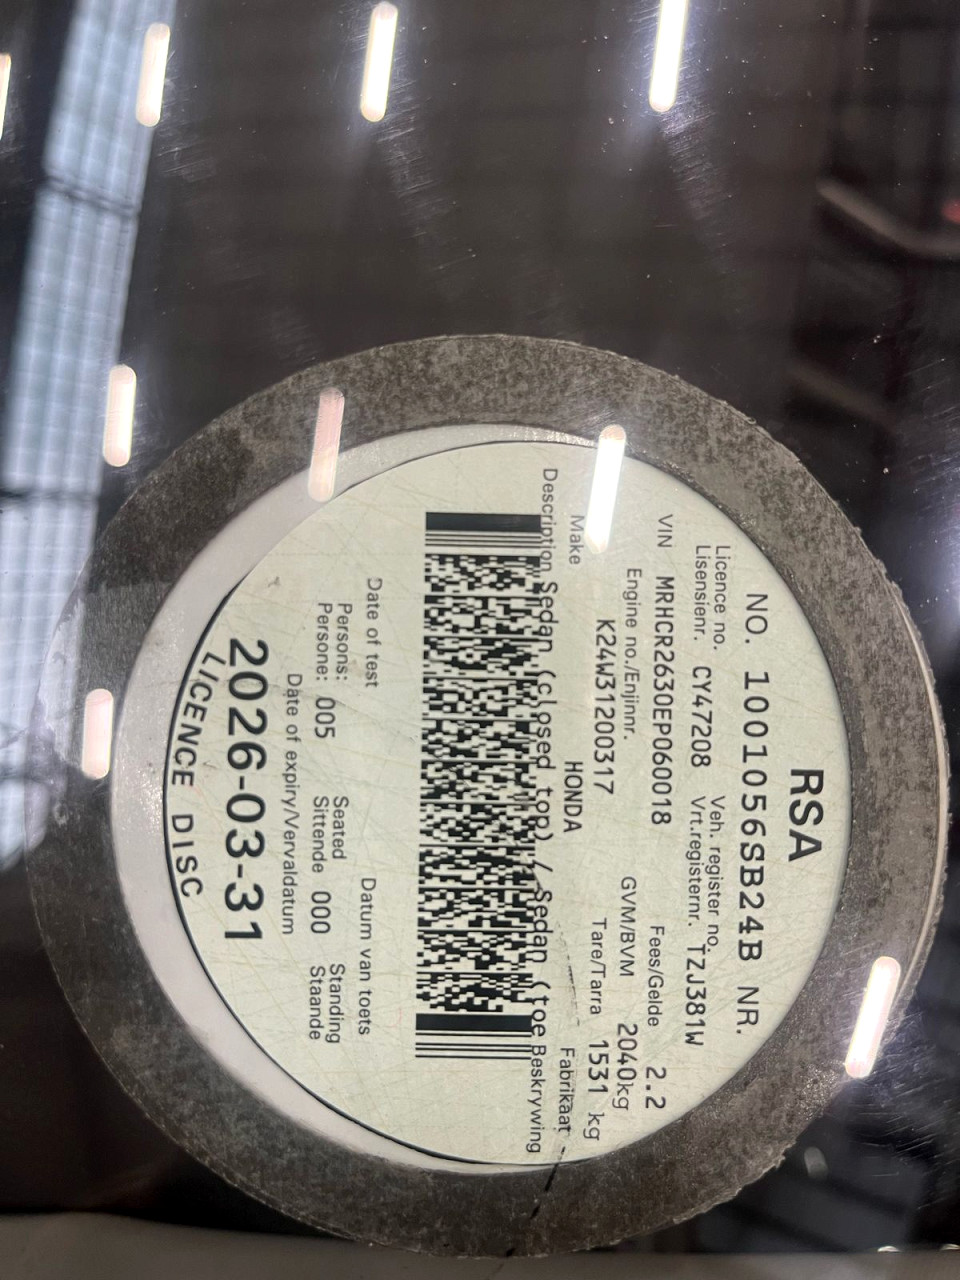 RSA
NO. 1001056SB24B NR.
Licence no. Veh. register no.
Lisensienr. CY47208 Vrt.registernr. TZJ381W
VIN MRHCR2630EP060018 Fees/Gelde 2.2
Engine no./Enjinnr. GVM/BVM 2040kg
K24W31200317 Tare/Tarra 1531 kg
Make HONDA Fabrikaat
Description Sedan (closed top) / Sedan (toe Beskrywing
Date of test Datum van toets
Persons: Seated Standing
Persone: 005 Sittende 000 Staande
Date of expiry/Vervaldatum
2026-03-31
LICENCE DISC